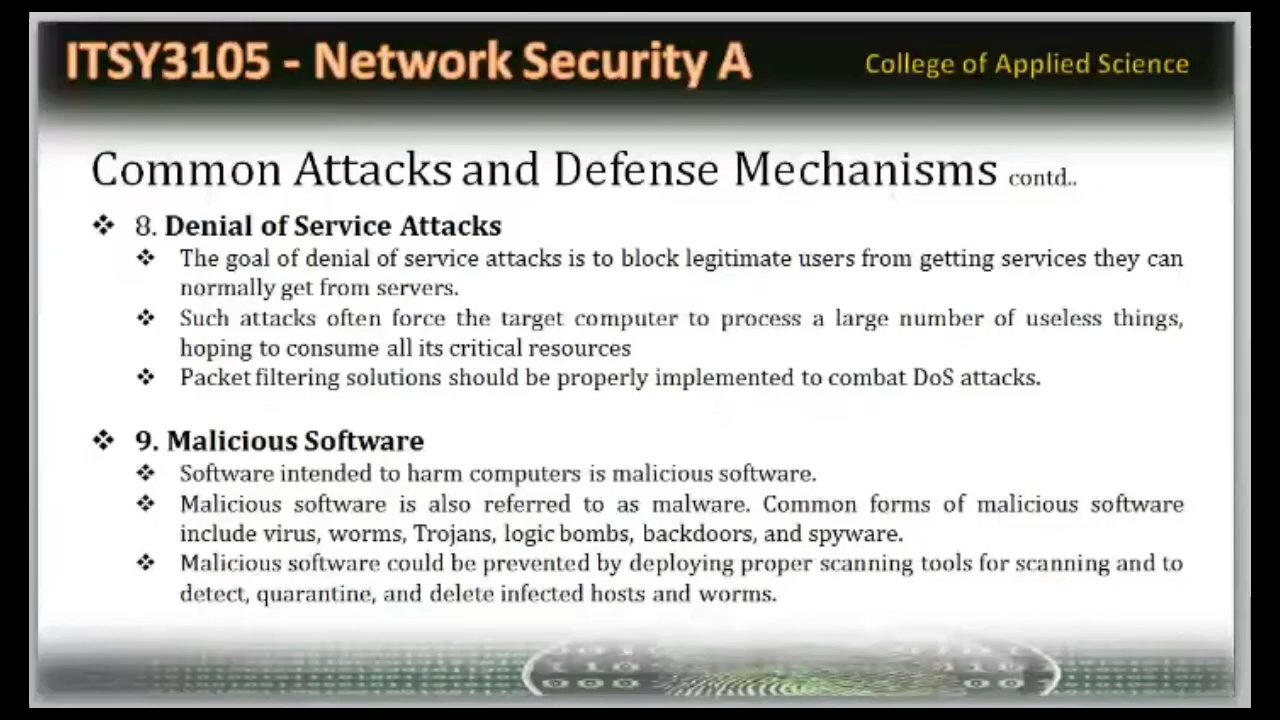 ITSY3105 - Network Security A
College of Applied Science
Common Attacks and Defense Mechanisms contd..
❖ 8. Denial of Service Attacks
❖ The goal of denial of service attacks is to block legitimate users from getting services they can
normally get from servers.
❖ Such attacks often force the target computer to process a large number of useless things,
hoping to consume all its critical resources
❖ Packet filtering solutions should be properly implemented to combat DoS attacks.
❖ 9. Malicious Software
❖ Software intended to harm computers is malicious software.
❖ Malicious software is also referred to as malware. Common forms of malicious software
include virus, worms, Trojans, logic bombs, backdoors, and spyware.
❖ Malicious software could be prevented by deploying proper scanning tools for scanning and to
detect, quarantine, and delete infected hosts and worms.